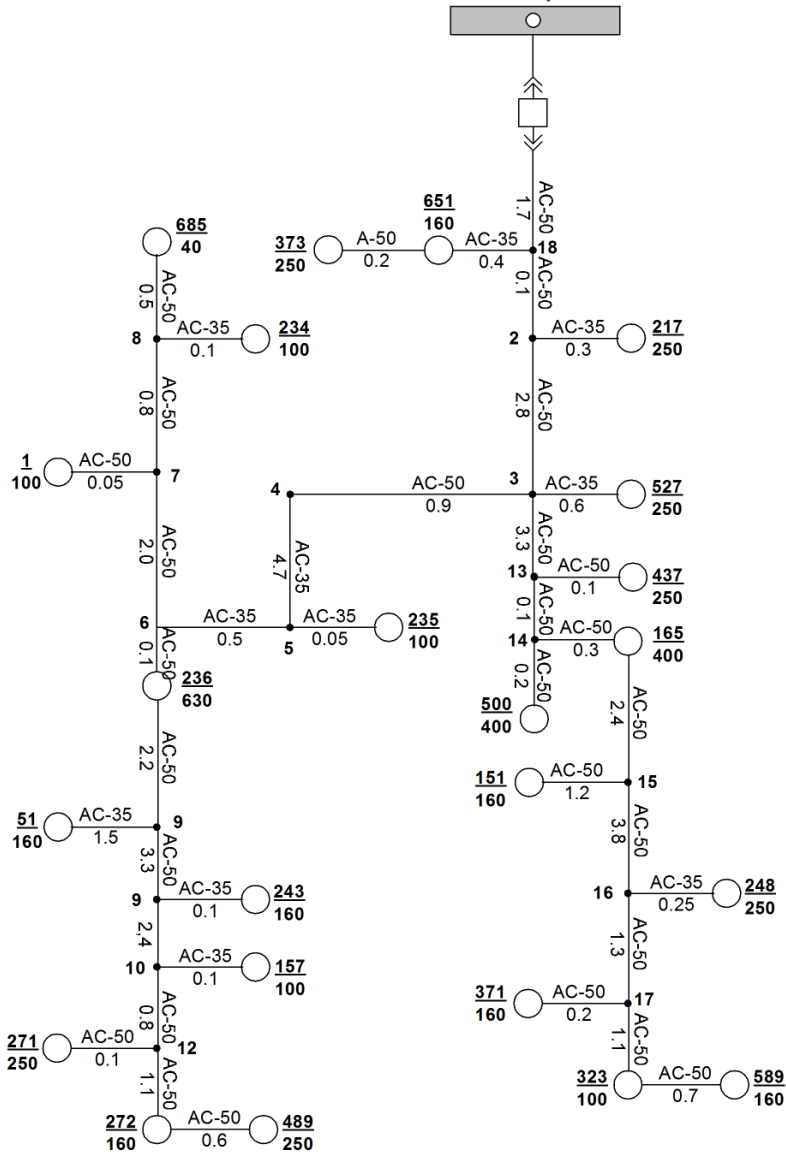 AC-50
1.7
651
160
373
250
A-50
0.2
AC-35
0.4
18
AC-50
0.1
685
40
AC-50
0.5
8
AC-35
0.1
234
100
2
AC-35
0.3
217
250
AC-50
0.8
AC-50
2.8
1
100
AC-50
0.05
7
4
AC-50
0.9
3
AC-35
0.6
527
250
AC-50
2.0
AC-35
4.7
AC-50
3.3
13
AC-50
0.1
437
250
6
AC-35
0.5
5
AC-35
0.05
235
100
AC-50
0.1
14
AC-50
0.3
165
400
AC-50
0.1
236
630
AC-50
0.2
500
400
AC-50
2.2
AC-50
2.4
151
160
AC-50
1.2
15
51
160
AC-35
1.5
9
AC-50
3.3
AC-50
3.8
9
AC-35
0.1
243
160
16
AC-35
0.25
248
250
2,4
10
AC-35
0.1
157
100
AC-50
1.3
371
160
AC-50
0.2
17
AC-50
0.8
271
250
AC-50
0.1
12
AC-50
1.1
AC-50
1.1
323
100
AC-50
0.7
589
160
272
160
AC-50
0.6
489
250